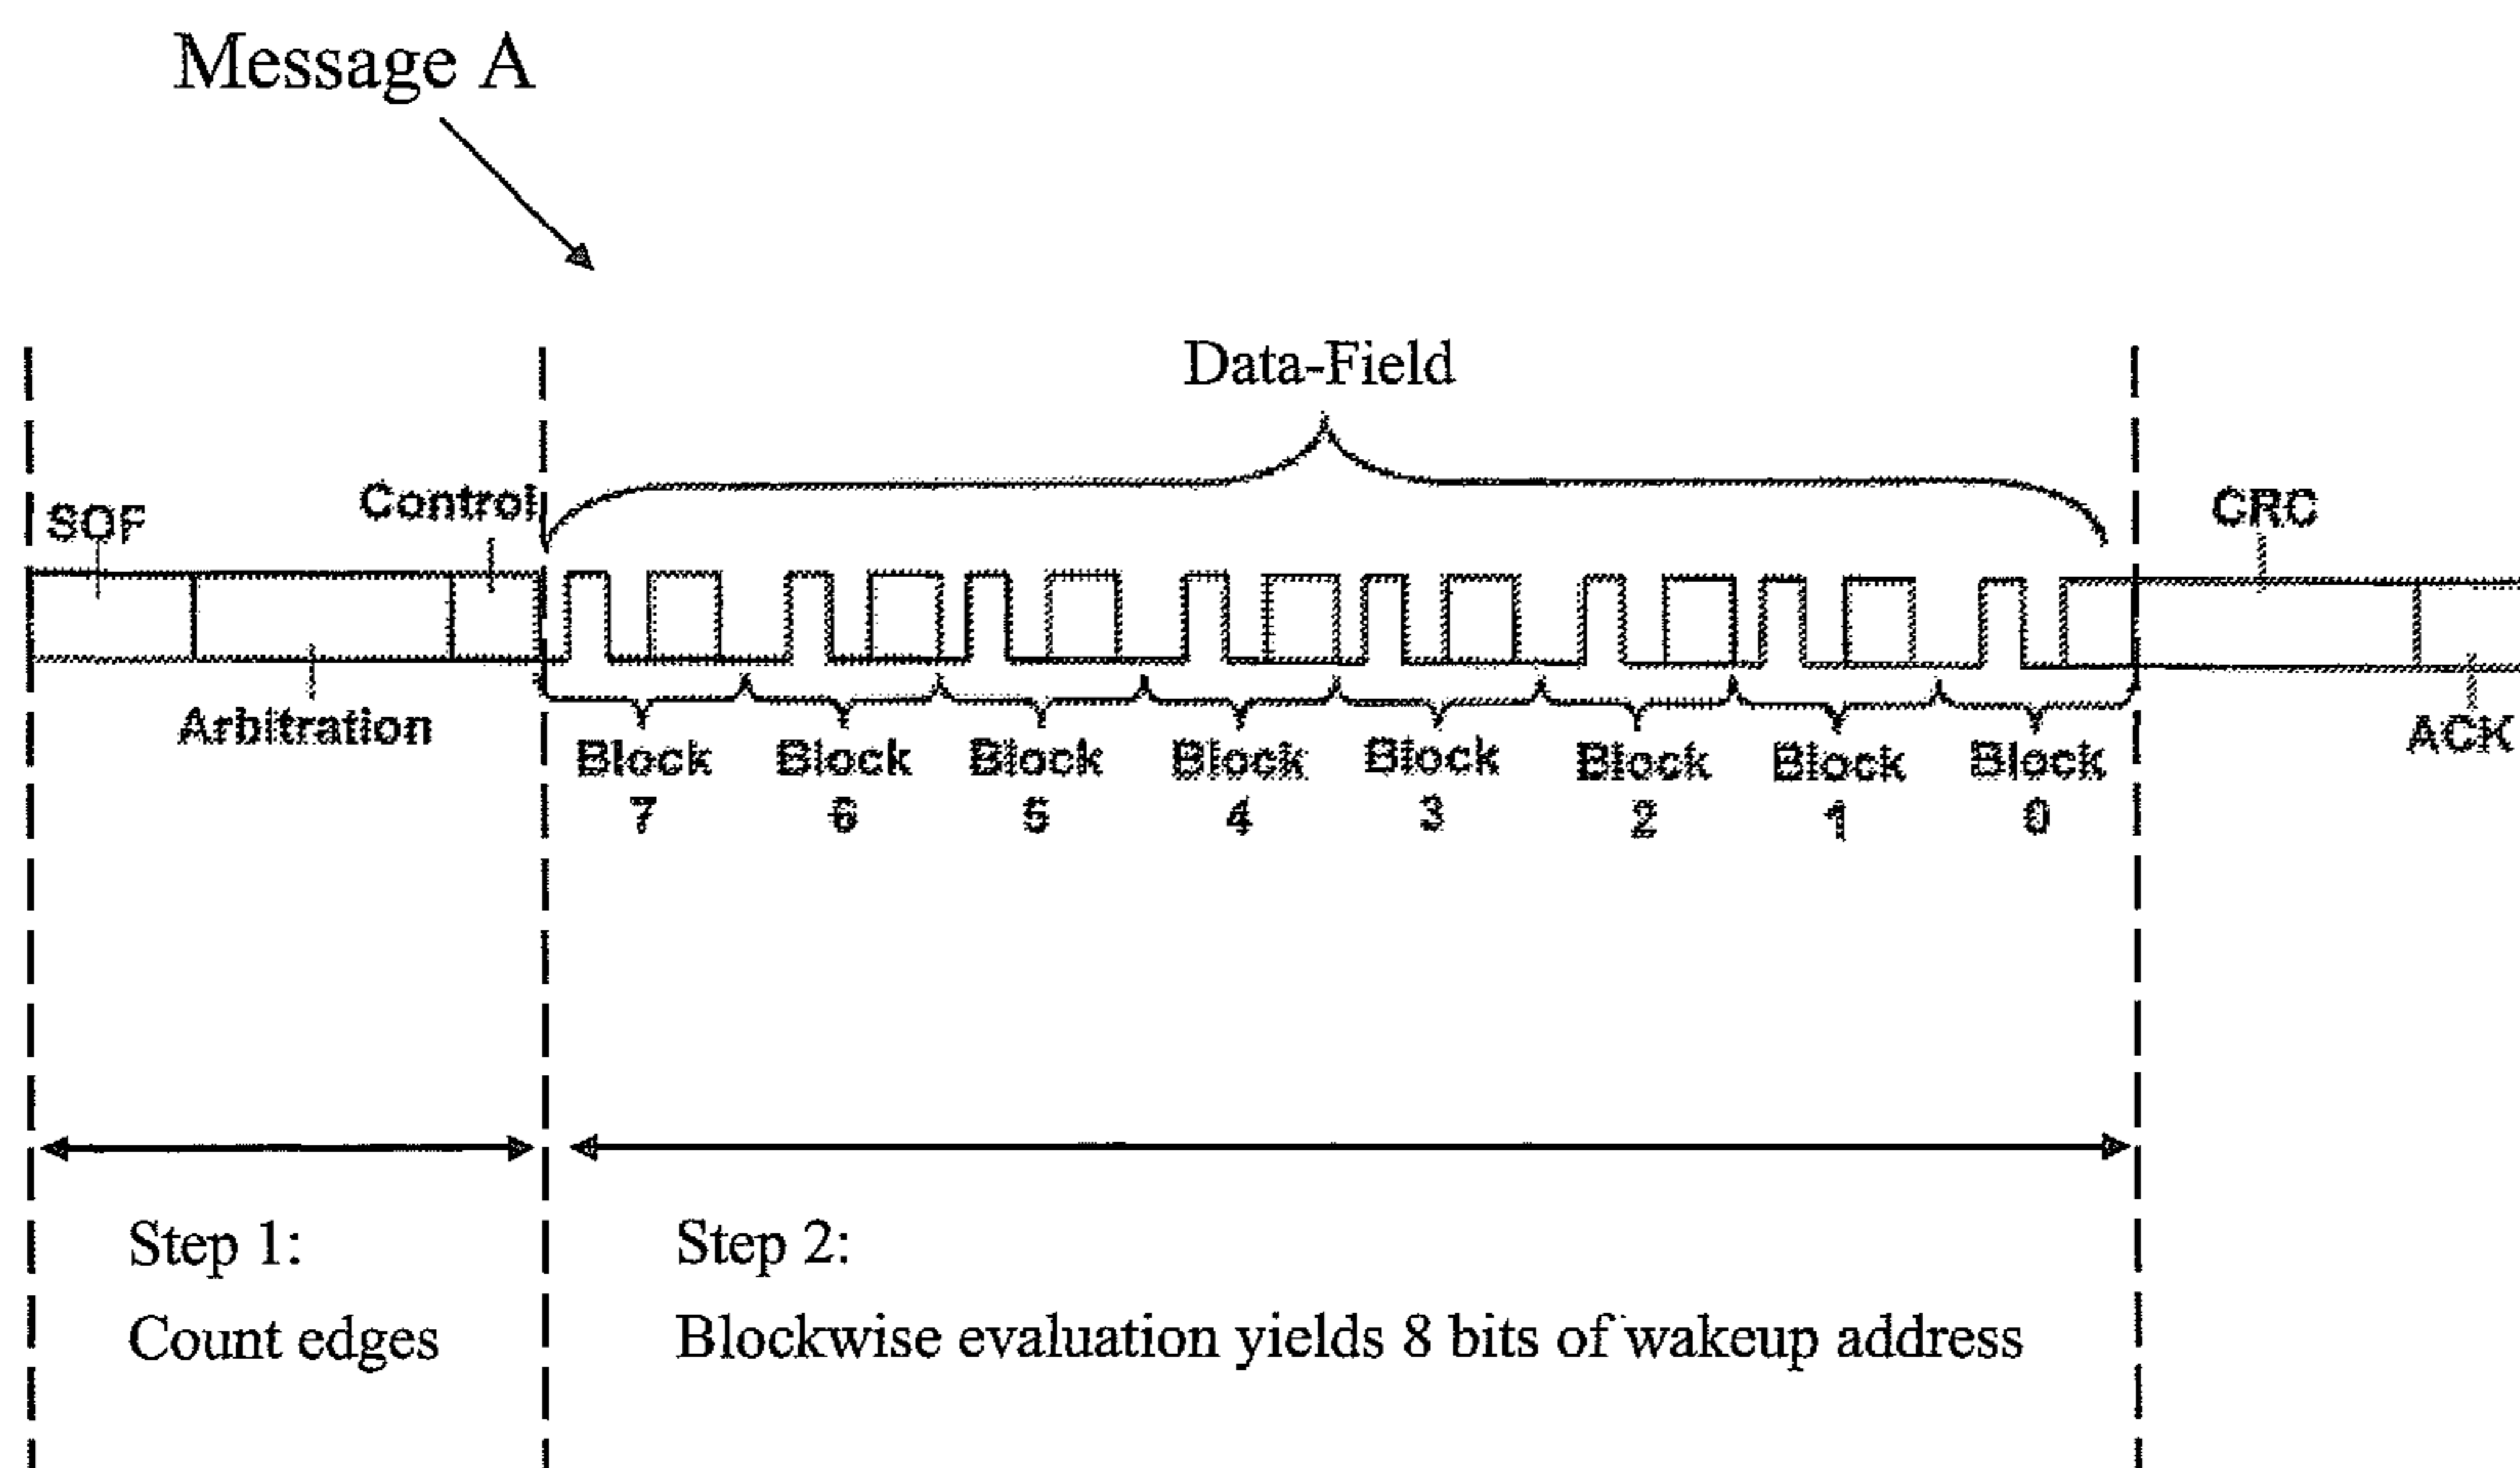 Message A
Data-Field
SOF
Control
CRC
Arbitration
ACK
Block 7
Block 6
Block 5
Block 4
Block 3
Block 2
Block 1
Block 0
Step 1:
Count edges
Step 2:
Blockwise evaluation yields 8 bits of wakeup address